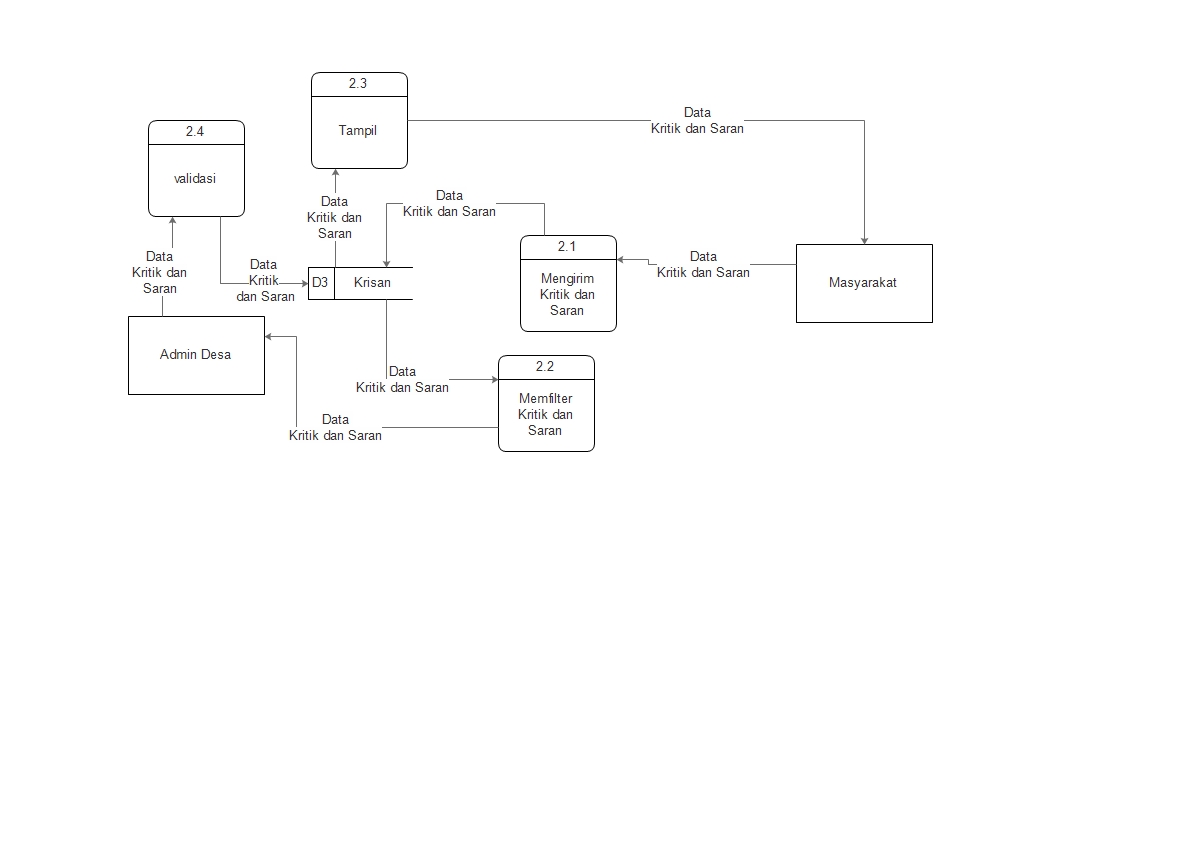 2.3
Tampil
Data
Kritik dan Saran
2.4
validasi
Data
Kritik dan
Saran
Data
Kritik dan Saran
2.1
Mengirim
Kritik dan
Saran
Data
Kritik dan Saran
Masyarakat
Data
Kritik dan
Saran
Data
Kritik
dan Saran
D3
Krisan
Admin Desa
Data
Kritik dan Saran
2.2
Memfilter
Kritik dan
Saran
Data
Kritik dan Saran